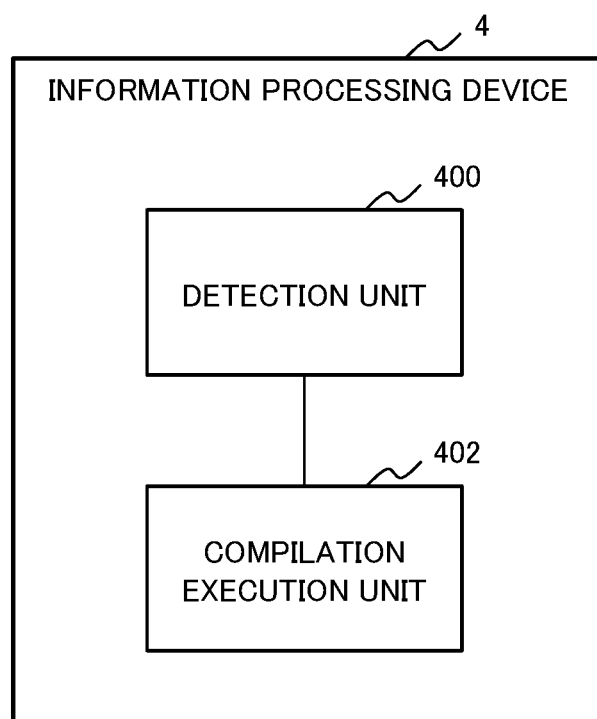 4
INFORMATION PROCESSING DEVICE
400
DETECTION UNIT
402
COMPILATION
EXECUTION UNIT